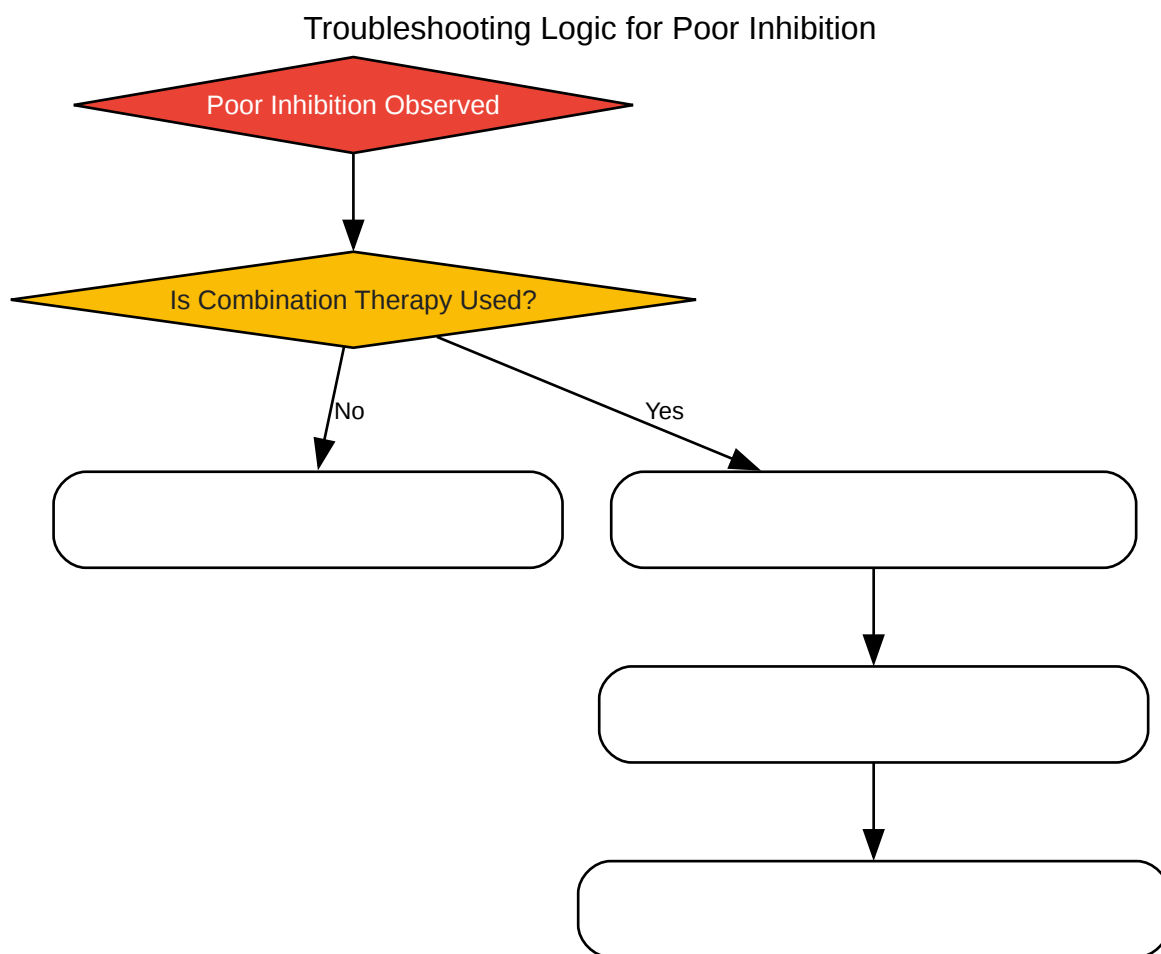 Troubleshooting Logic for Poor Inhibition
Poor Inhibition Observed
Is Combination Therapy Used?
No
Yes